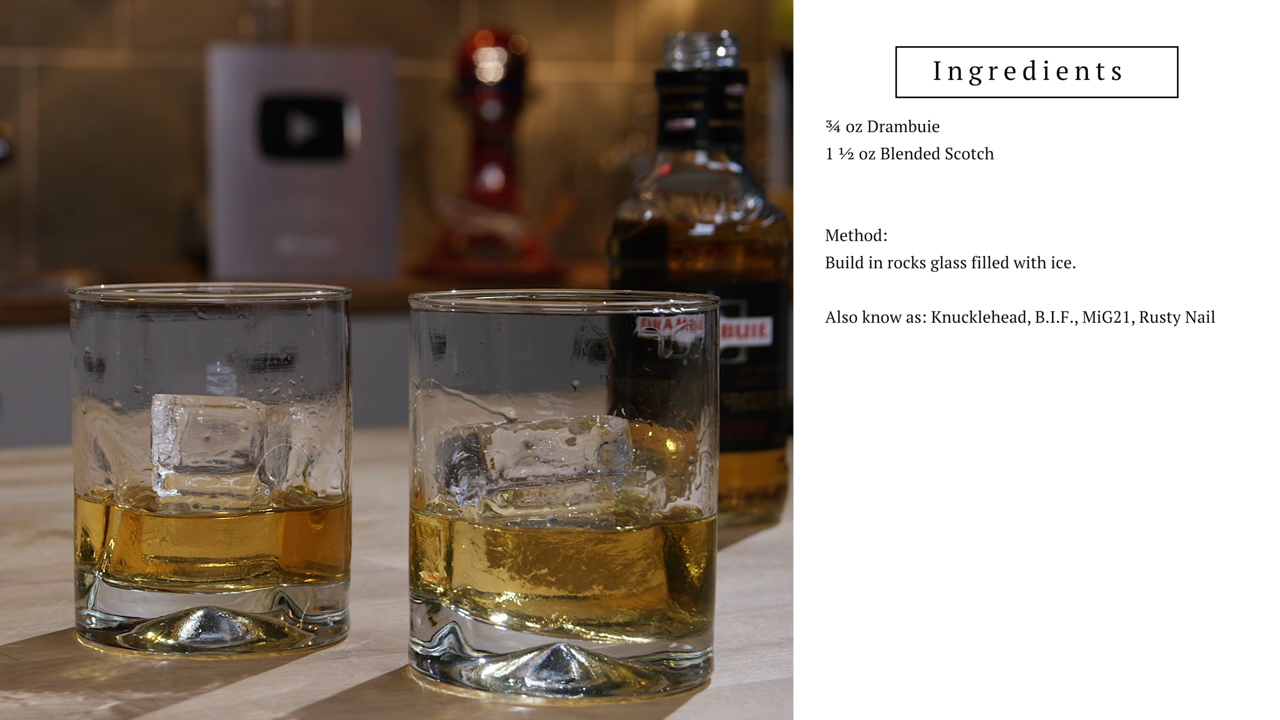 Ingredients
¾ oz Drambuie
1 ½ oz Blended Scotch
Method:
Build in rocks glass filled with ice.
Also know as: Knucklehead, B.I.F., MiG21, Rusty Nail
BUIE